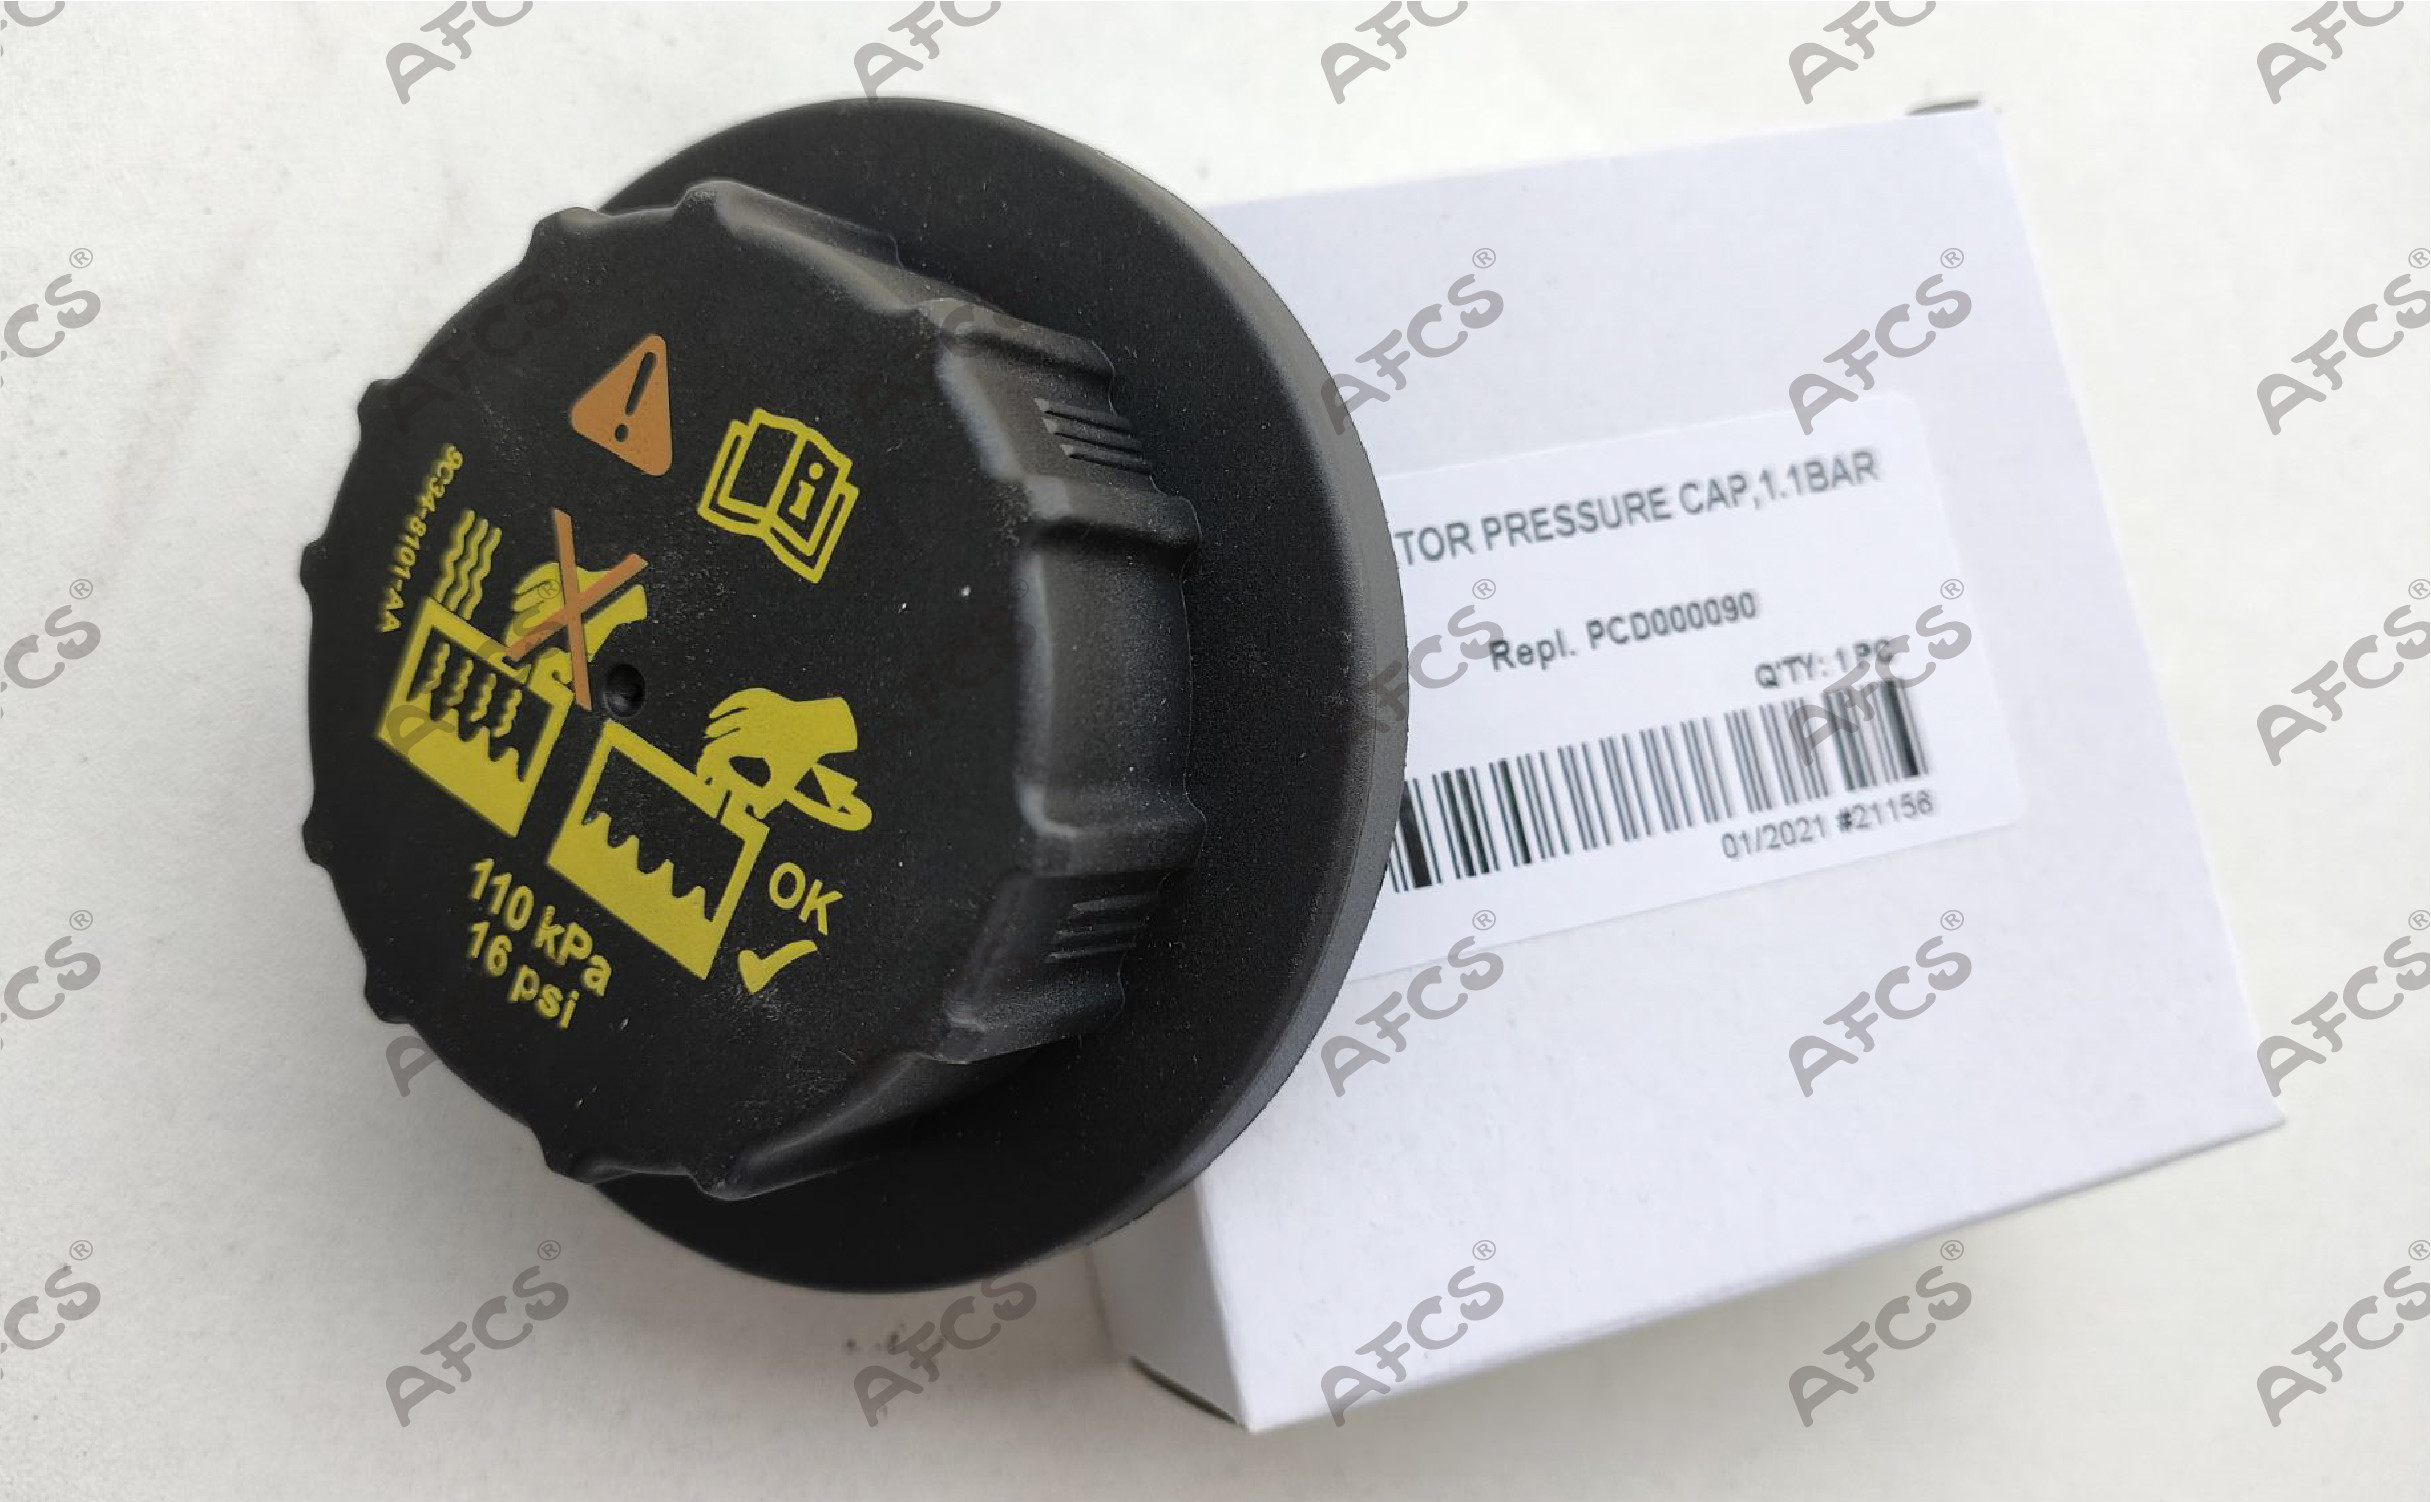 9C34-8101-AA
OK
110 kPa
16 psi
TOR PRESSURE CAP,1.1BAR
Repl. PCD000090
Q'TY: 1 PC
01/2021 #21156
AFCS®